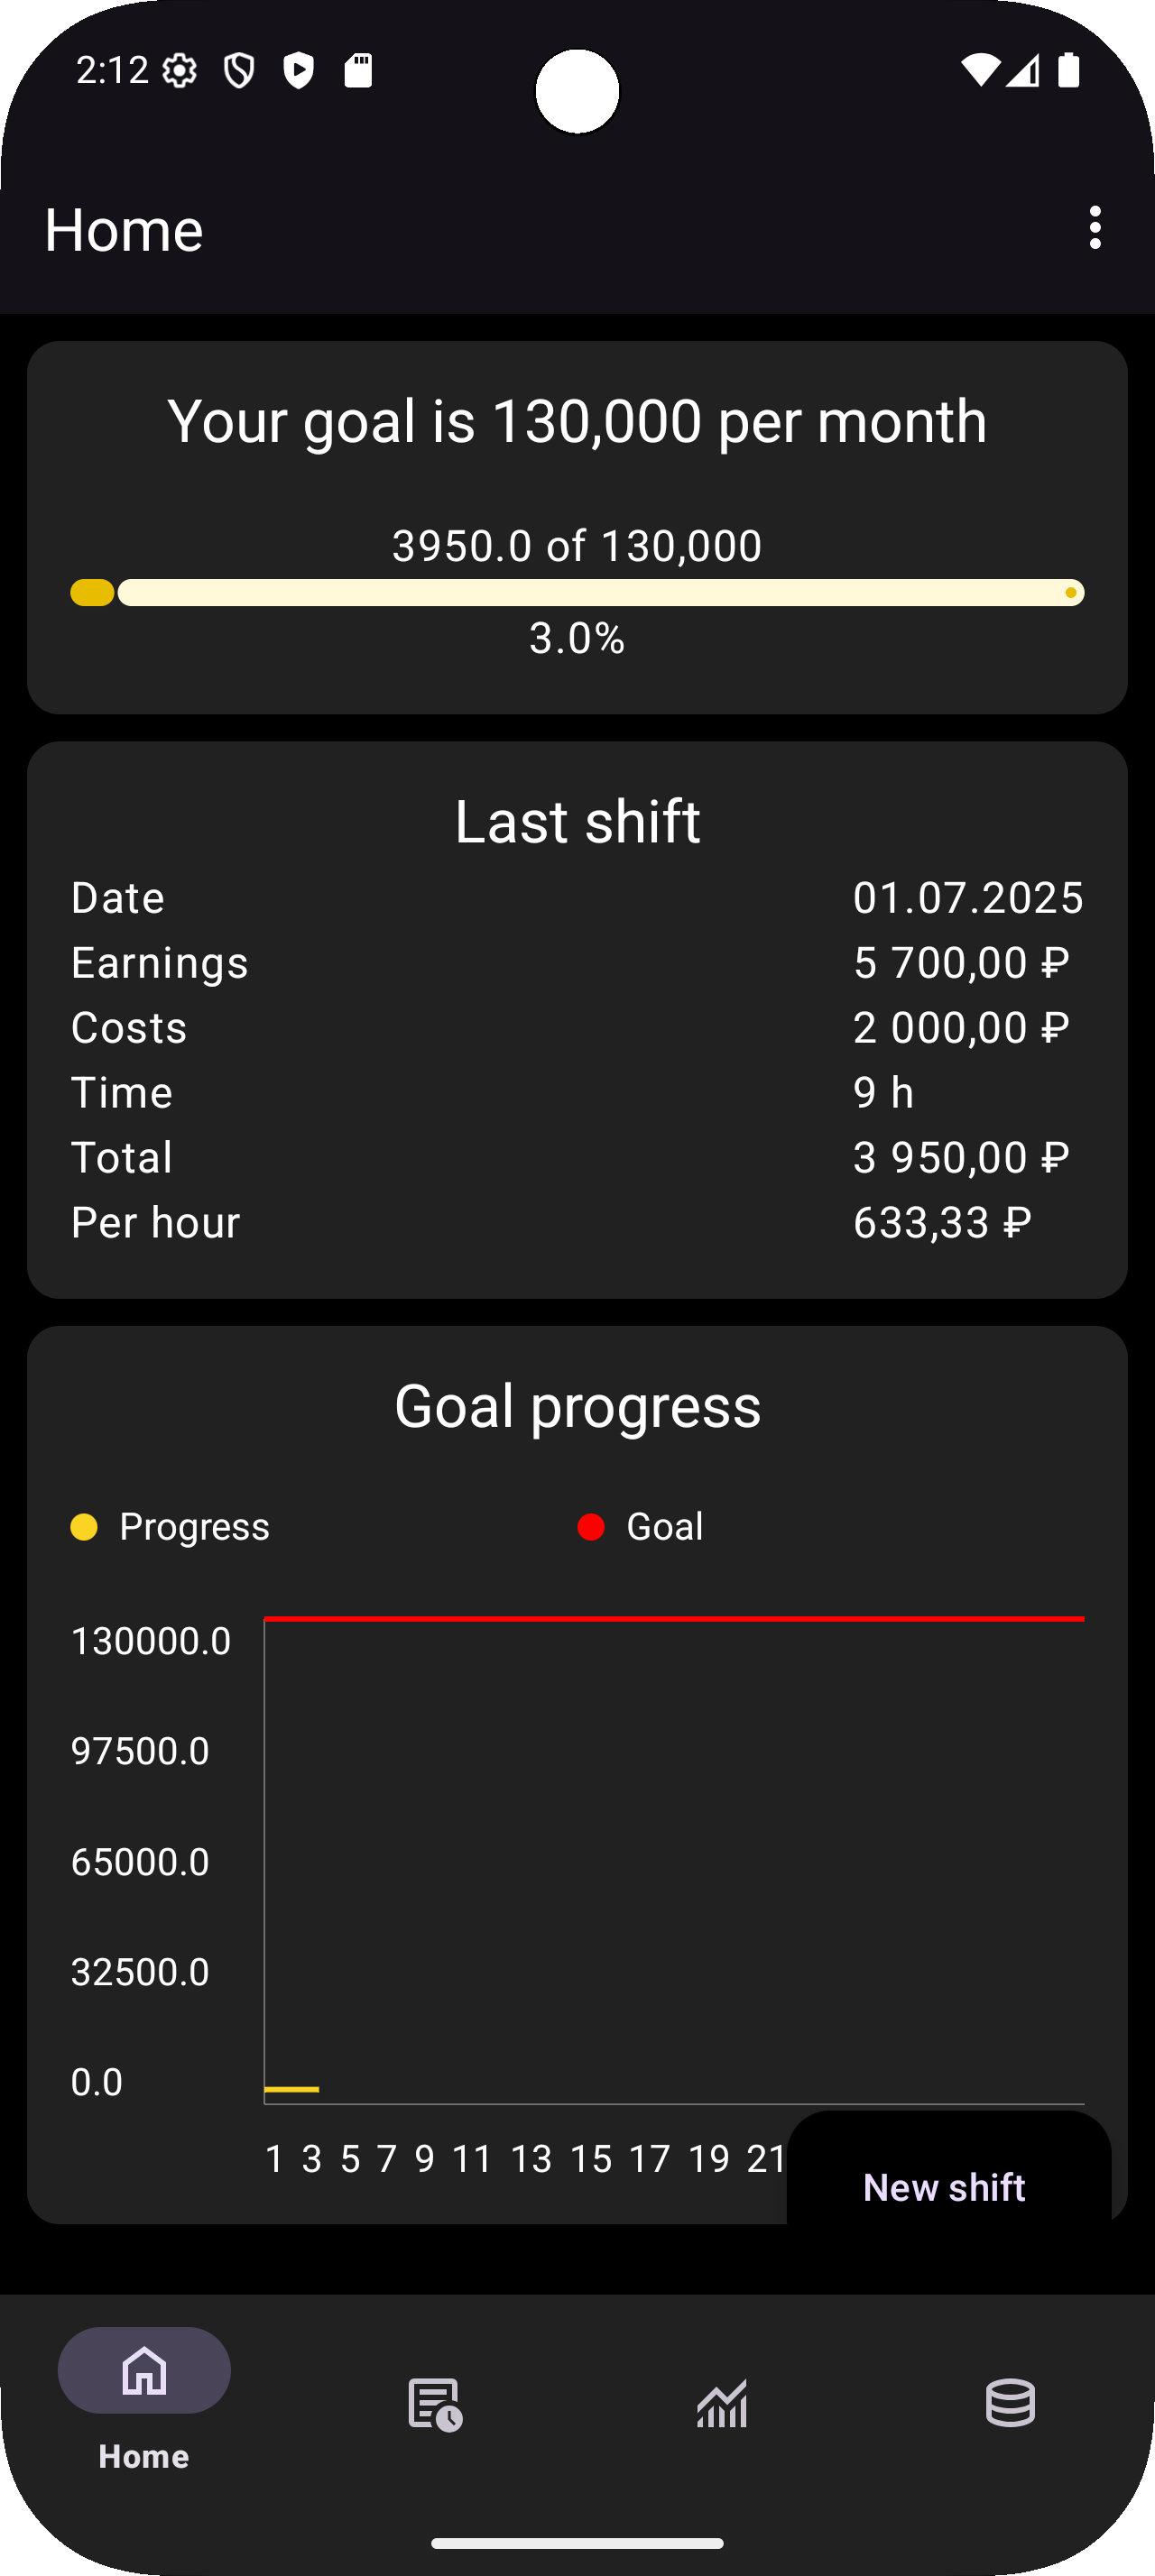 2:12
Home
Your goal is 130,000 per month
3950.0 of 130,000
3.0%
Last shift
Date 01.07.2025
Earnings 5 700,00 ₽
Costs 2 000,00 ₽
Time 9 h
Total 3 950,00 ₽
Per hour 633,33 ₽
Goal progress
Progress Goal
130000.0
97500.0
65000.0
32500.0
0.0
1 3 5 7 9 11 13 15 17 19 21
New shift
Home